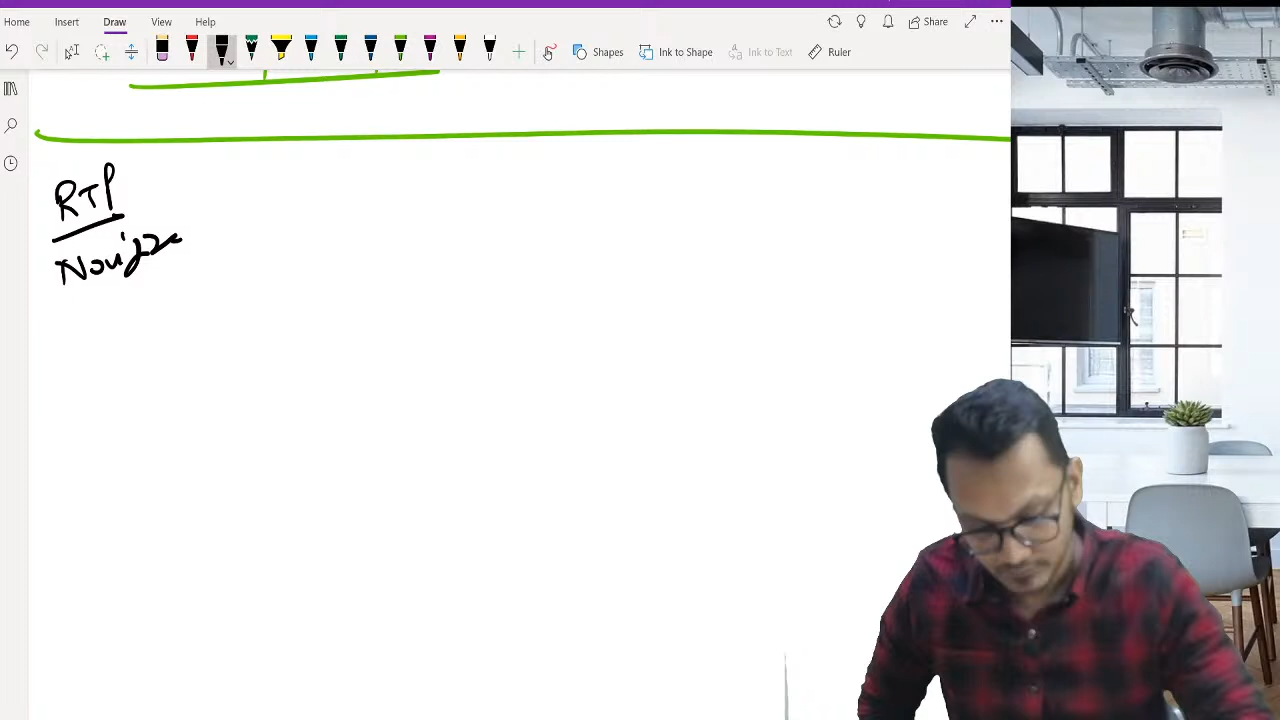 Home Insert Draw View Help Share
Ink to Shape Ink to Text Ruler Shapes
RTP